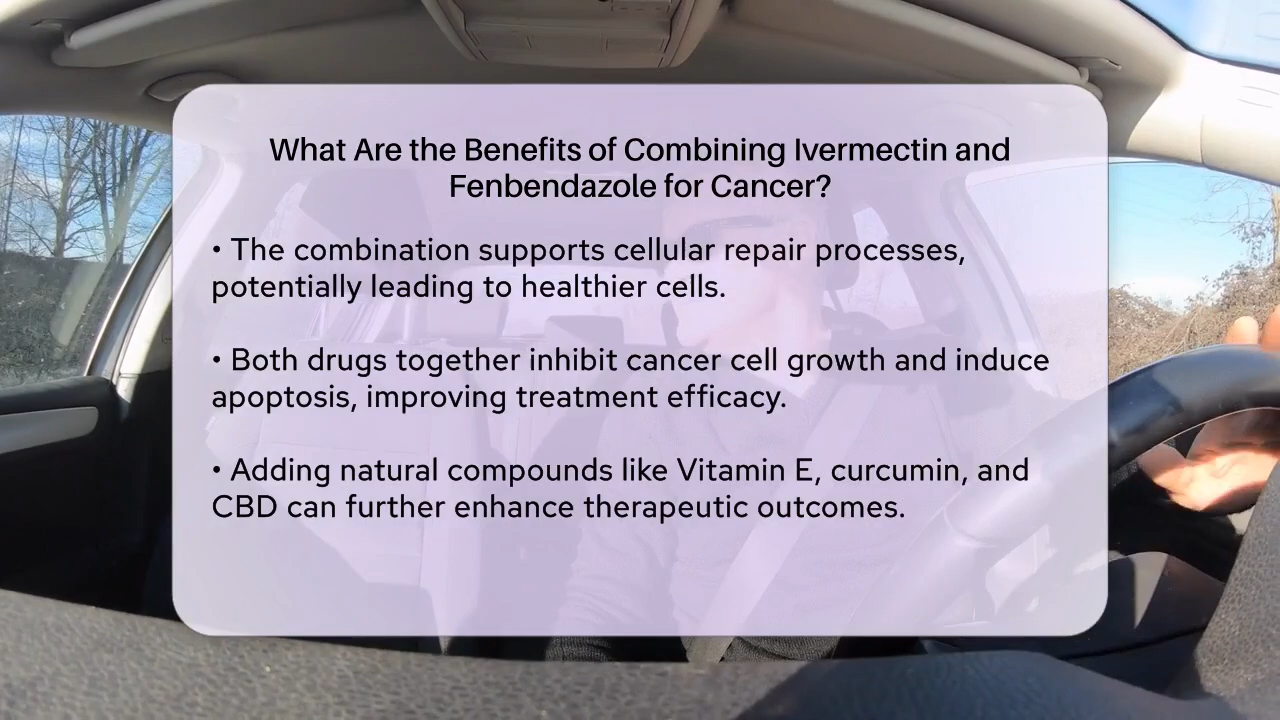 What Are the Benefits of Combining Ivermectin and
Fenbendazole for Cancer?
• The combination supports cellular repair processes,
potentially leading to healthier cells.
• Both drugs together inhibit cancer cell growth and induce
apoptosis, improving treatment efficacy.
• Adding natural compounds like Vitamin E, curcumin, and
CBD can further enhance therapeutic outcomes.